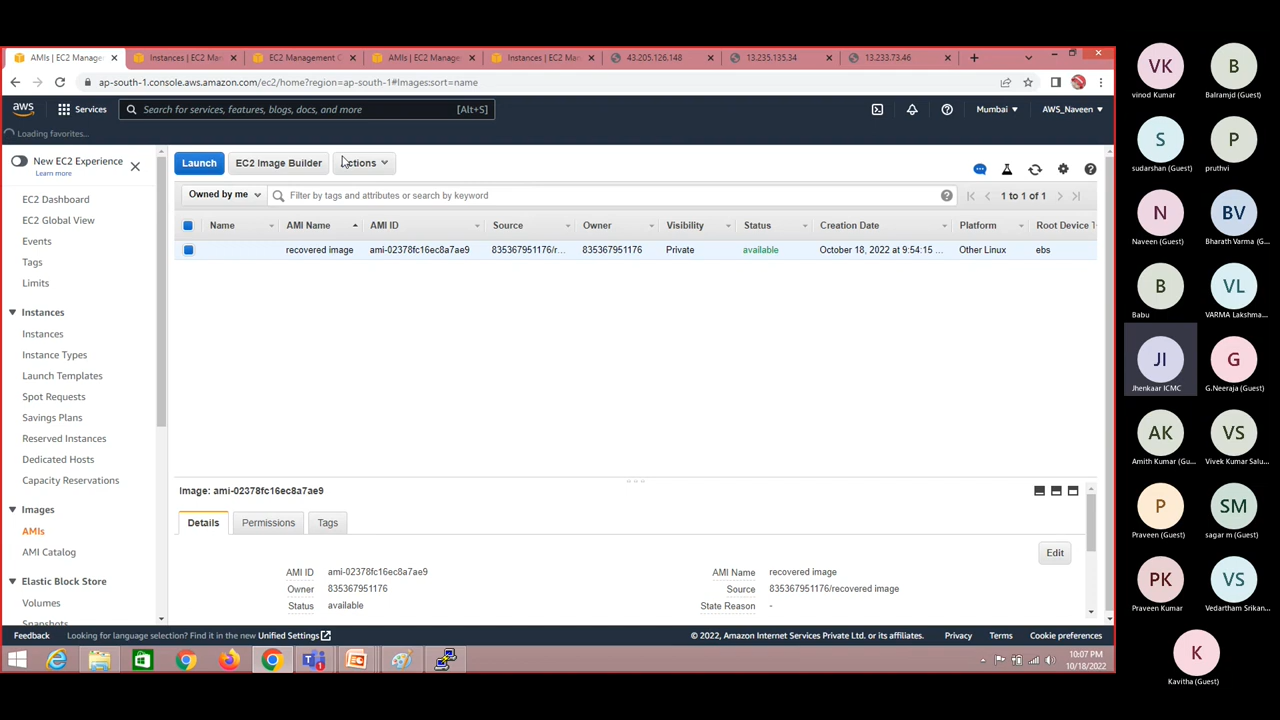 AMIs | EC2 Manage
Instances | EC2 Man
EC2 Management C
AMIs | EC2 Manage
Instances | EC2 Man
43.205.126.148
13.235.135.34
13.233.73.46
ap-south-1.console.aws.amazon.com/ec2/home?region=ap-south-1#Images:sort=name
aws
Services
Search for services, features, blogs, docs, and more
[Alt+S]
Mumbai
AWS_Naveen
Loading favorites...
New EC2 Experience
Learn more
EC2 Dashboard
EC2 Global View
Events
Tags
Limits
Instances
Instances
Instance Types
Launch Templates
Spot Requests
Savings Plans
Reserved Instances
Dedicated Hosts
Capacity Reservations
Images
AMIs
AMI Catalog
Elastic Block Store
Volumes
Snapshots
Launch
EC2 Image Builder
Actions
Owned by me
Filter by tags and attributes or search by keyword
1 to 1 of 1
Name AMI Name AMI ID Source Owner Visibility Status Creation Date Platform Root Device T
recovered image ami-02378fc16ec8a7ae9 835367951176/r... 835367951176 Private available October 18, 2022 at 9:54:15 ... Other Linux ebs
Image: ami-02378fc16ec8a7ae9
Details
Permissions
Tags
Edit
AMI ID ami-02378fc16ec8a7ae9
AMI Name recovered image
Owner 835367951176
Source 835367951176/recovered image
Status available
State Reason -
Feedback
Looking for language selection? Find it in the new Unified Settings
© 2022, Amazon Internet Services Private Ltd. or its affiliates.
Privacy
Terms
Cookie preferences
10:07 PM
10/18/2022
VK
vinod Kumar
B
Balramjd (Guest)
S
sudarshan (Guest)
P
pruthvi
N
Naveen (Guest)
BV
Bharath Varma (G...
B
Babu
VL
VARMA Lakshma...
JI
Jhenkaar ICMC
G
G.Neeraja (Guest)
AK
Amith Kumar (Gu...
VS
Vivek Kumar Salu...
P
Praveen (Guest)
SM
sagar m (Guest)
PK
Praveen Kumar
VS
Vedartham Srikan...
K
Kavitha (Guest)